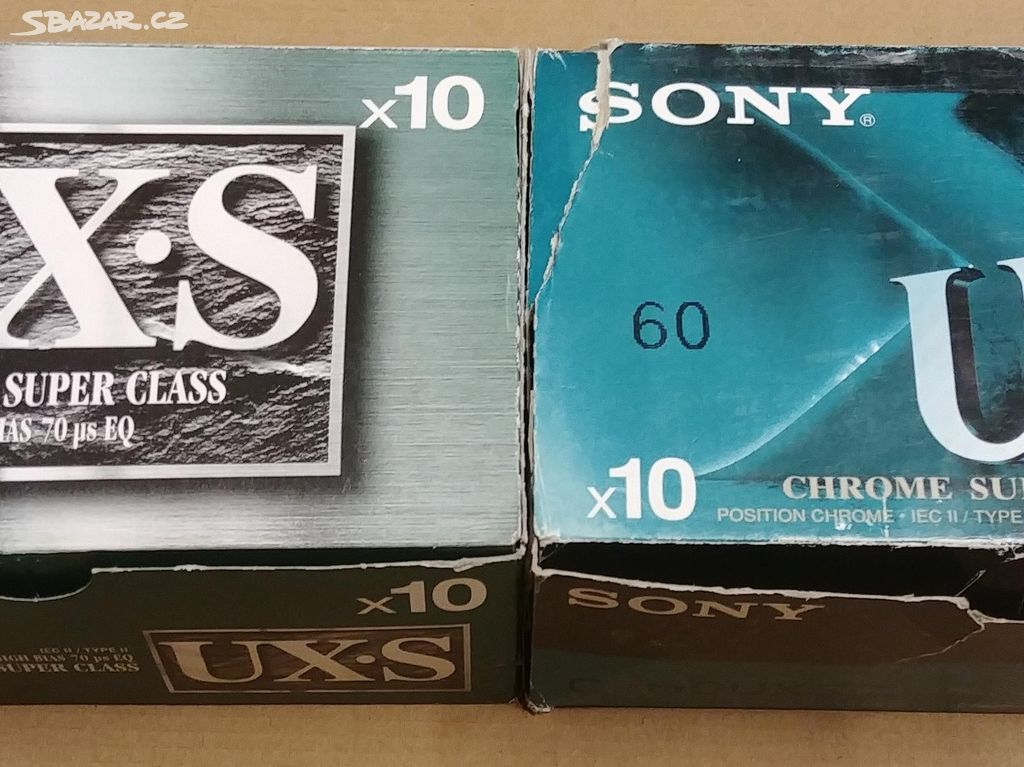 SBAZAR.CZ
x10
X·S
SUPER CLASS
70 µs EQ
x10
IEC II / TYPE II
HIGH BIAS 70 µs EQ
SUPER CLASS
UX·S
SONY®
60
U
x10
CHROME
POSITION CHROME · IEC II / TYPE
SONY